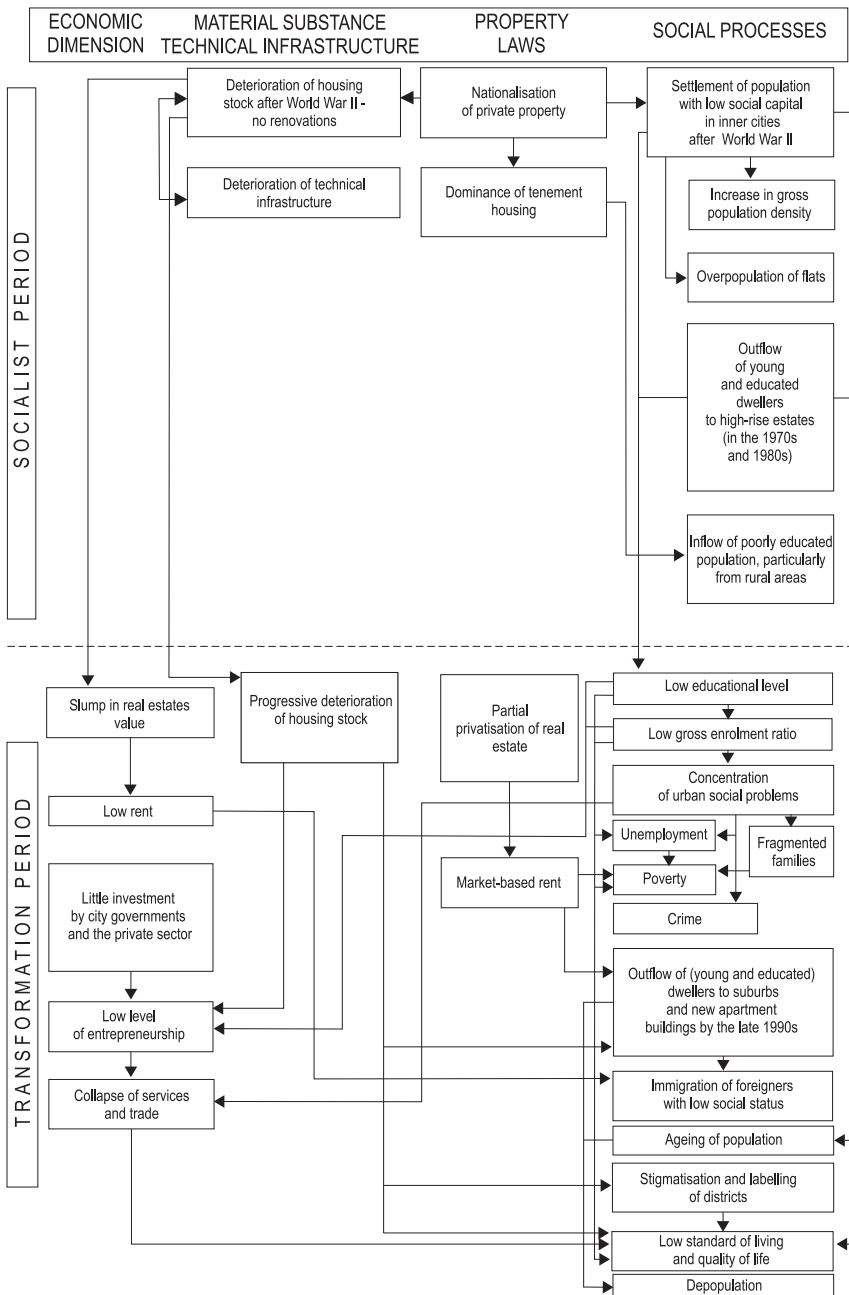 ECONOMIC
DIMENSION
MATERIAL SUBSTANCE
TECHNICAL INFRASTRUCTURE
PROPERTY
LAWS
SOCIAL PROCESSES
SOCIALIST PERIOD
Deterioration of housing
stock after World War II -
no renovations
Nationalisation
of private property
Settlement of population
with low social capital
in inner cities
after World War II
Deterioration of technical
infrastructure
Dominance of tenement
housing
Increase in gross
population density
Overpopulation of flats
Outflow
of young
and educated
dwellers
to high-rise estates
(in the 1970s
and 1980s)
Inflow of poorly educated
population, particularly
from rural areas
TRANSFORMATION PERIOD
Slump in real estates
value
Progressive deterioration
of housing stock
Partial
privatisation of real
estate
Low educational level
Low gross enrolment ratio
Concentration
of urban social problems
Low rent
Unemployment
Fragmented
families
Market-based rent
Poverty
Crime
Little investment
by city governments
and the private sector
Outflow of (young and educated)
dwellers to suburbs
and new apartment
buildings by the late 1990s
Low level
of entrepreneurship
Collapse of services
and trade
Immigration of foreigners
with low social status
Ageing of population
Stigmatisation and labelling
of districts
Low standard of living
and quality of life
Depopulation